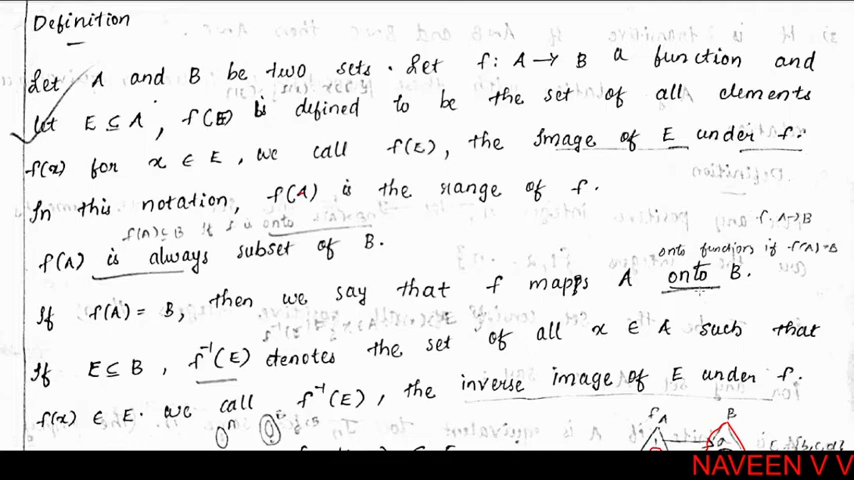 Definition
Let A and B be two sets. Let f: A → B a function and
let E ⊆ A, f(E) is defined to be the set of all elements
f(x) for x ∈ E, we call f(E), the Image of E under f.
In this notation, f(A) is the range of f.
f: A→B
f(A) ⊆ B If f is onto
onto function if f(A)=B
f(A) is always subset of B.
If f(A) = B, then we say that f mapps A onto B.
If E ⊆ B, f⁻¹(E) denotes the set of all x ∈ A such that
f(x) ∈ E. we call f⁻¹(E), the inverse image of E under f.
f A B
NAVEEN V V